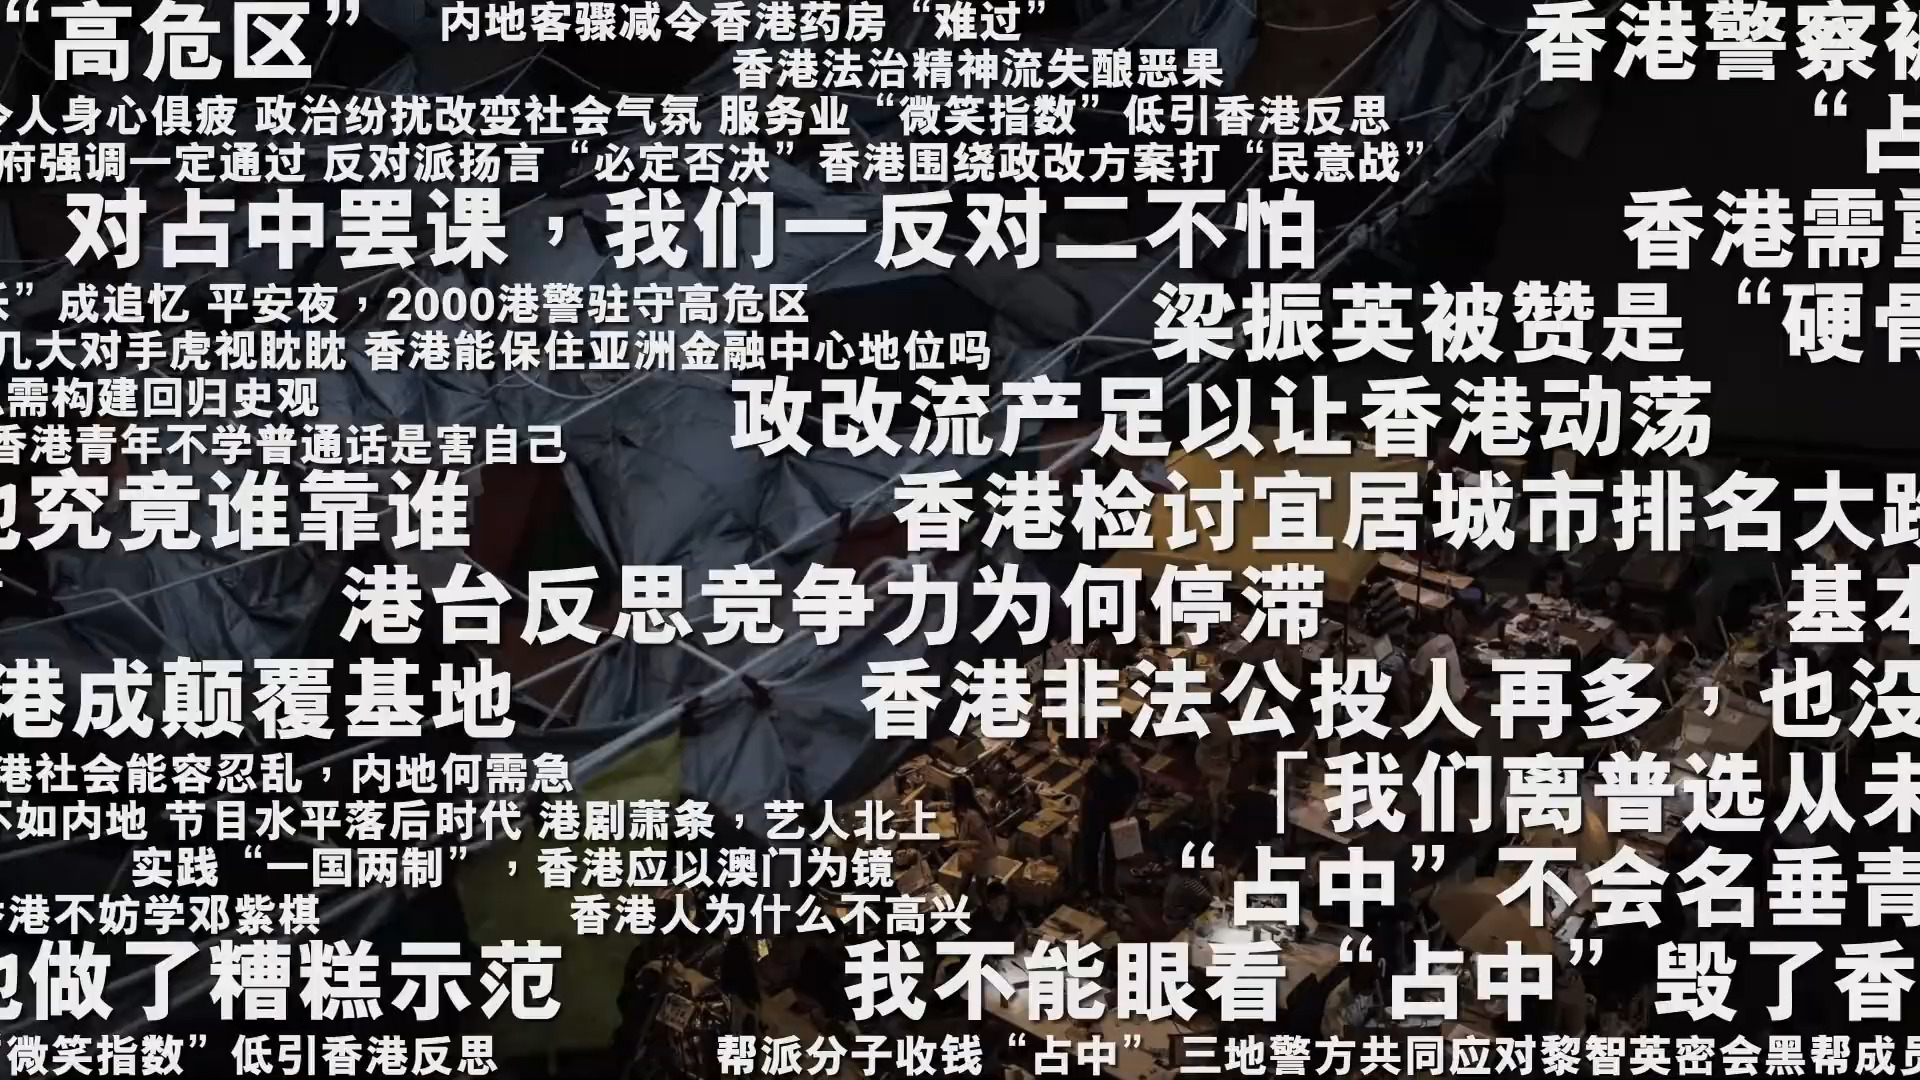 “高危区” 内地客骤减令香港药房“难过” 香港警察被
香港法治精神流失酿恶果
令人身心俱疲 政治纷扰改变社会气氛 服务业“微笑指数”低引香港反思 “占
府强调一定通过 反对派扬言“必定否决” 香港围绕政改方案打“民意战”
对占中罢课，我们一反对二不怕 香港需重
”成追忆 平安夜，2000港警驻守高危区 梁振英被赞是“硬骨
几大对手虎视眈眈 香港能保住亚洲金融中心地位吗
需构建回归史观 政改流产足以让香港动荡
香港青年不学普通话是害自己
究竟谁靠谁 香港检讨宜居城市排名大跌
港台反思竞争力为何停滞 基本
港成颠覆基地 香港非法公投人再多，也没
港社会能容忍乱，内地何需急 「我们离普选从未
不如内地 节目水平落后时代 港剧萧条，艺人北上
实践“一国两制”，香港应以澳门为镜 “占中”不会名垂青
香港不妨学邓紫棋 香港人为什么不高兴
也做了糟糕示范 我不能眼看“占中”毁了香
“微笑指数”低引香港反思 帮派分子收钱“占中” 三地警方共同应对黎智英密会黑帮成员